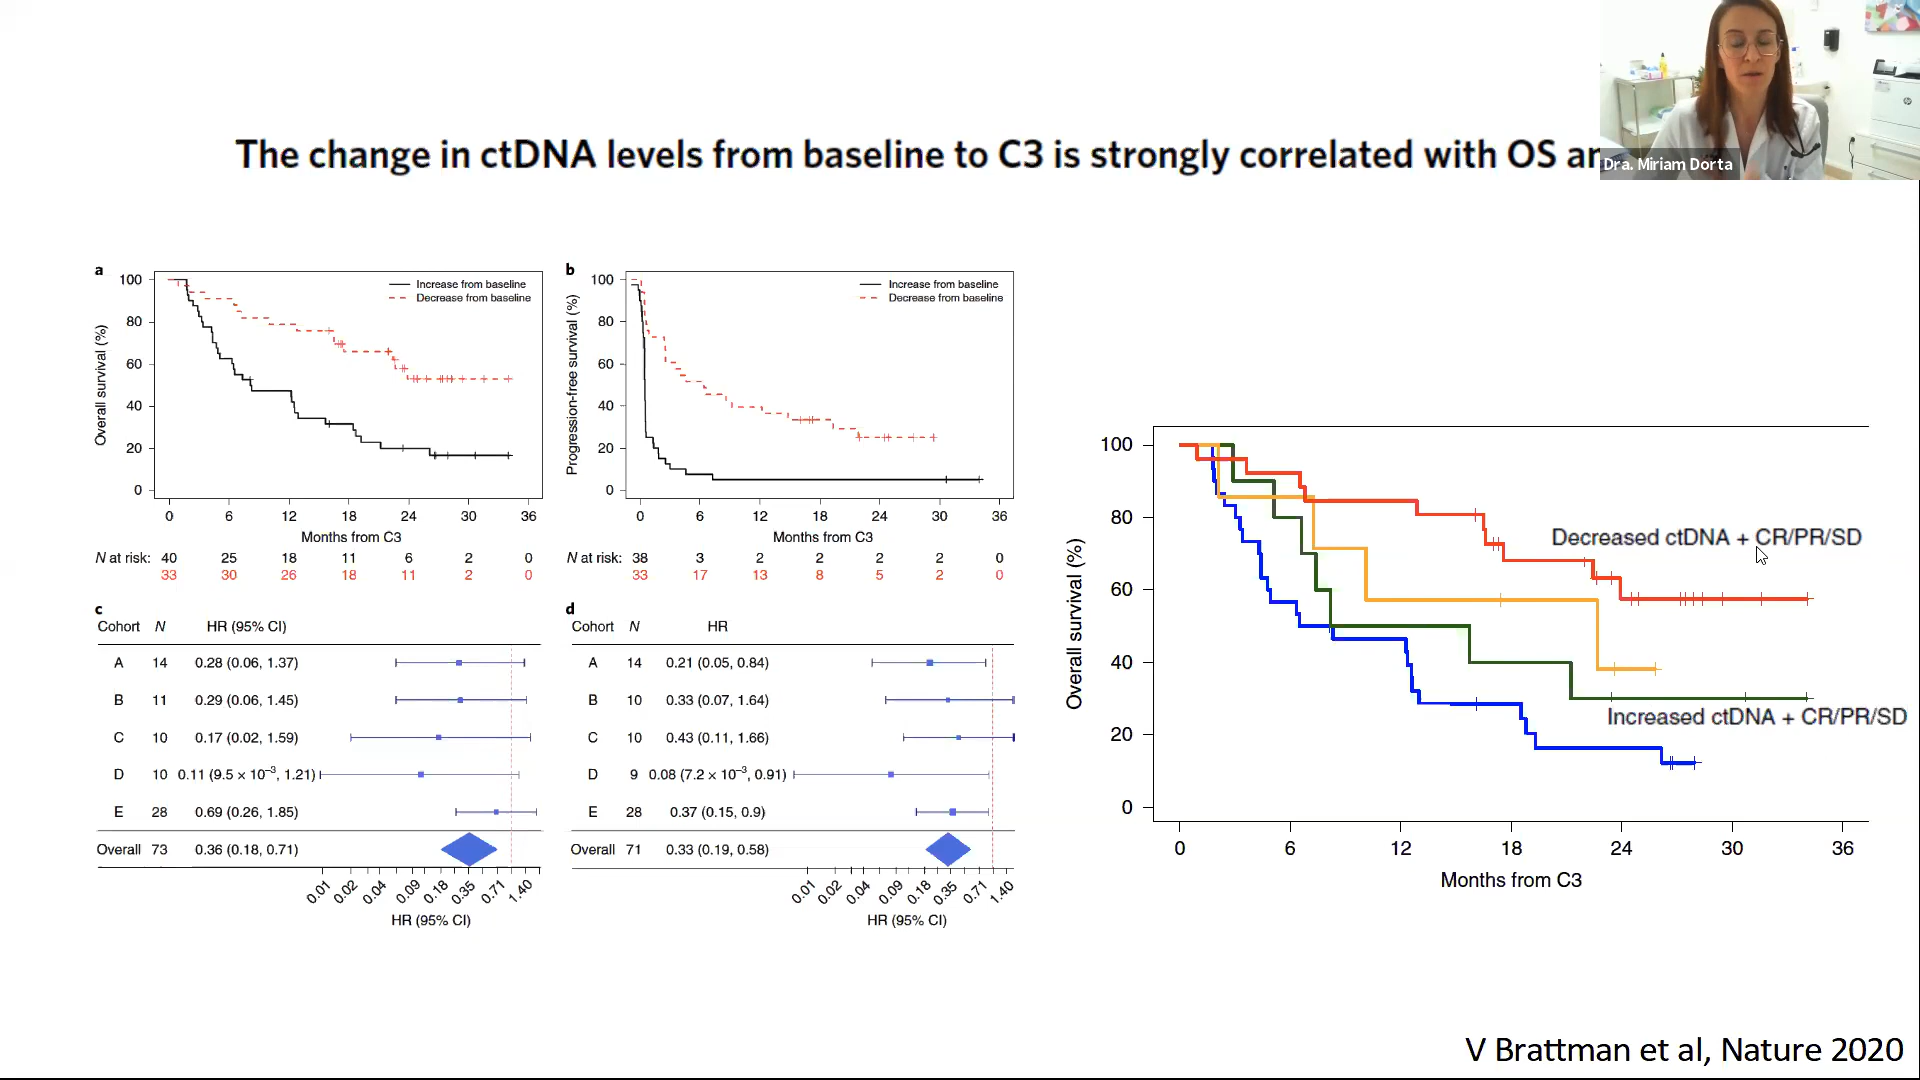 The change in ctDNA levels from baseline to C3 is strongly correlated with OS
Dra. Miriam Dorta
a
100
80
60
40
20
0
Overall survival (%)
Increase from baseline
Decrease from baseline
0 6 12 18 24 30 36
Months from C3
N at risk: 40 25 18 11 6 2 0
33 30 26 18 11 2 0
b
100
80
60
40
20
0
Progression-free survival (%)
Increase from baseline
Decrease from baseline
0 6 12 18 24 30 36
Months from C3
N at risk: 38 3 2 2 2 2 0
33 17 13 8 5 2 0
c
Cohort N HR (95% CI)
A 14 0.28 (0.06, 1.37)
B 11 0.29 (0.06, 1.45)
C 10 0.17 (0.02, 1.59)
D 10 0.11 (9.5 × 10⁻³, 1.21)
E 28 0.69 (0.26, 1.85)
Overall 73 0.36 (0.18, 0.71)
0.01 0.02 0.04 0.09 0.18 0.35 0.71 1.40
HR (95% CI)
d
Cohort N HR
A 14 0.21 (0.05, 0.84)
B 10 0.33 (0.07, 1.64)
C 10 0.43 (0.11, 1.66)
D 9 0.08 (7.2 × 10⁻³, 0.91)
E 28 0.37 (0.15, 0.9)
Overall 71 0.33 (0.19, 0.58)
0.01 0.02 0.04 0.09 0.18 0.35 0.71 1.40
HR (95% CI)
100
80
60
40
20
0
Overall survival (%)
Decreased ctDNA + CR/PR/SD
Increased ctDNA + CR/PR/SD
0 6 12 18 24 30 36
Months from C3
V Brattman et al, Nature 2020